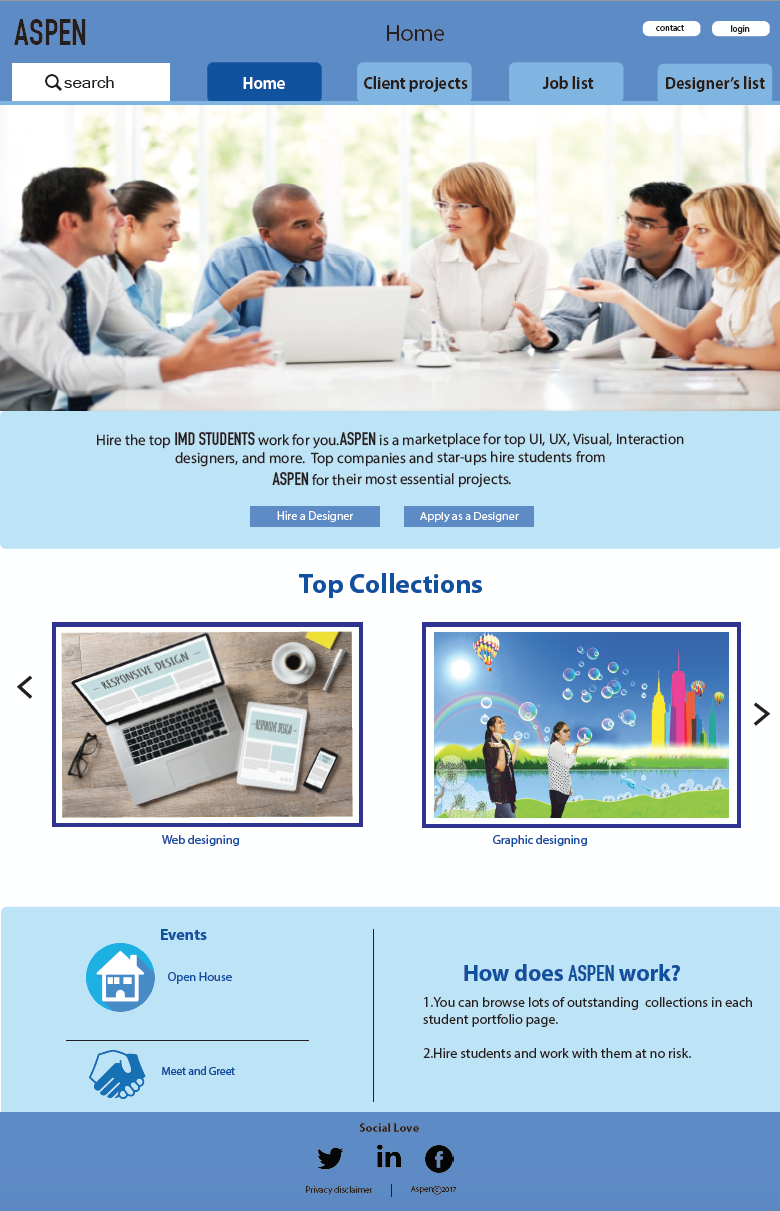 ASPEN
Home
contact
login
search
Home
Client projects
Job list
Designer's list
Hire the top IMD STUDENTS work for you.ASPEN is a marketplace for top UI, UX, Visual, Interaction
designers, and more. Top companies and star-ups hire students from
ASPEN for their most essential projects.
Hire a Designer
Apply as a Designer
Top Collections
RESPONSIVE DESIGN
RESPONSIVE DESIGN
Web designing
Graphic designing
Events
Open House
Meet and Greet
How does ASPEN work?
1.You can browse lots of outstanding collections in each
student portfolio page.
2.Hire students and work with them at no risk.
Social Love
in
f
Privacy disclaimer
Aspen©2017